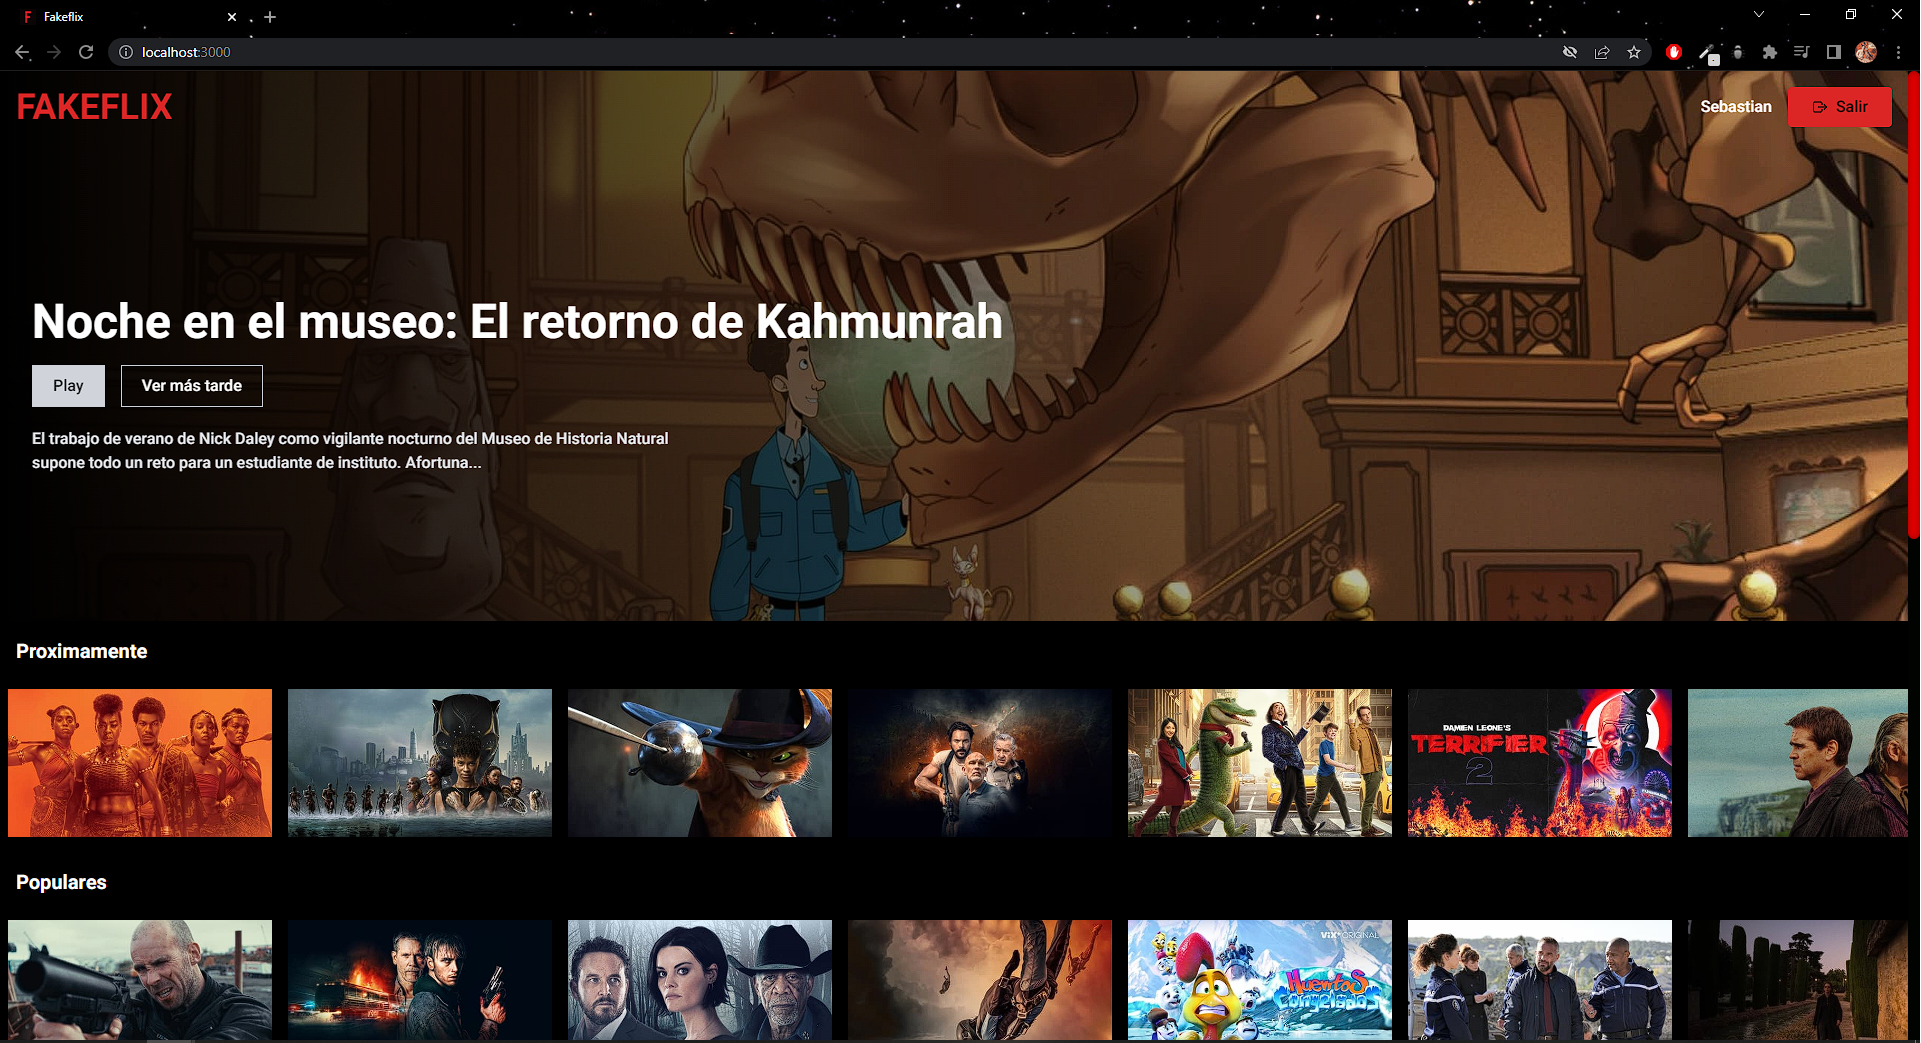 Fakeflix
localhost:3000
FAKEFLIX
Sebastian
Salir
Noche en el museo: El retorno de Kahmunrah
Play
Ver más tarde
El trabajo de verano de Nick Daley como vigilante nocturno del Museo de Historia Natural
supone todo un reto para un estudiante de instituto. Afortuna...
Proximamente
DAMIEN LEONE'S
TERRIFIER
2
Populares
ViX ORIGINAL
Huevitos
congelados